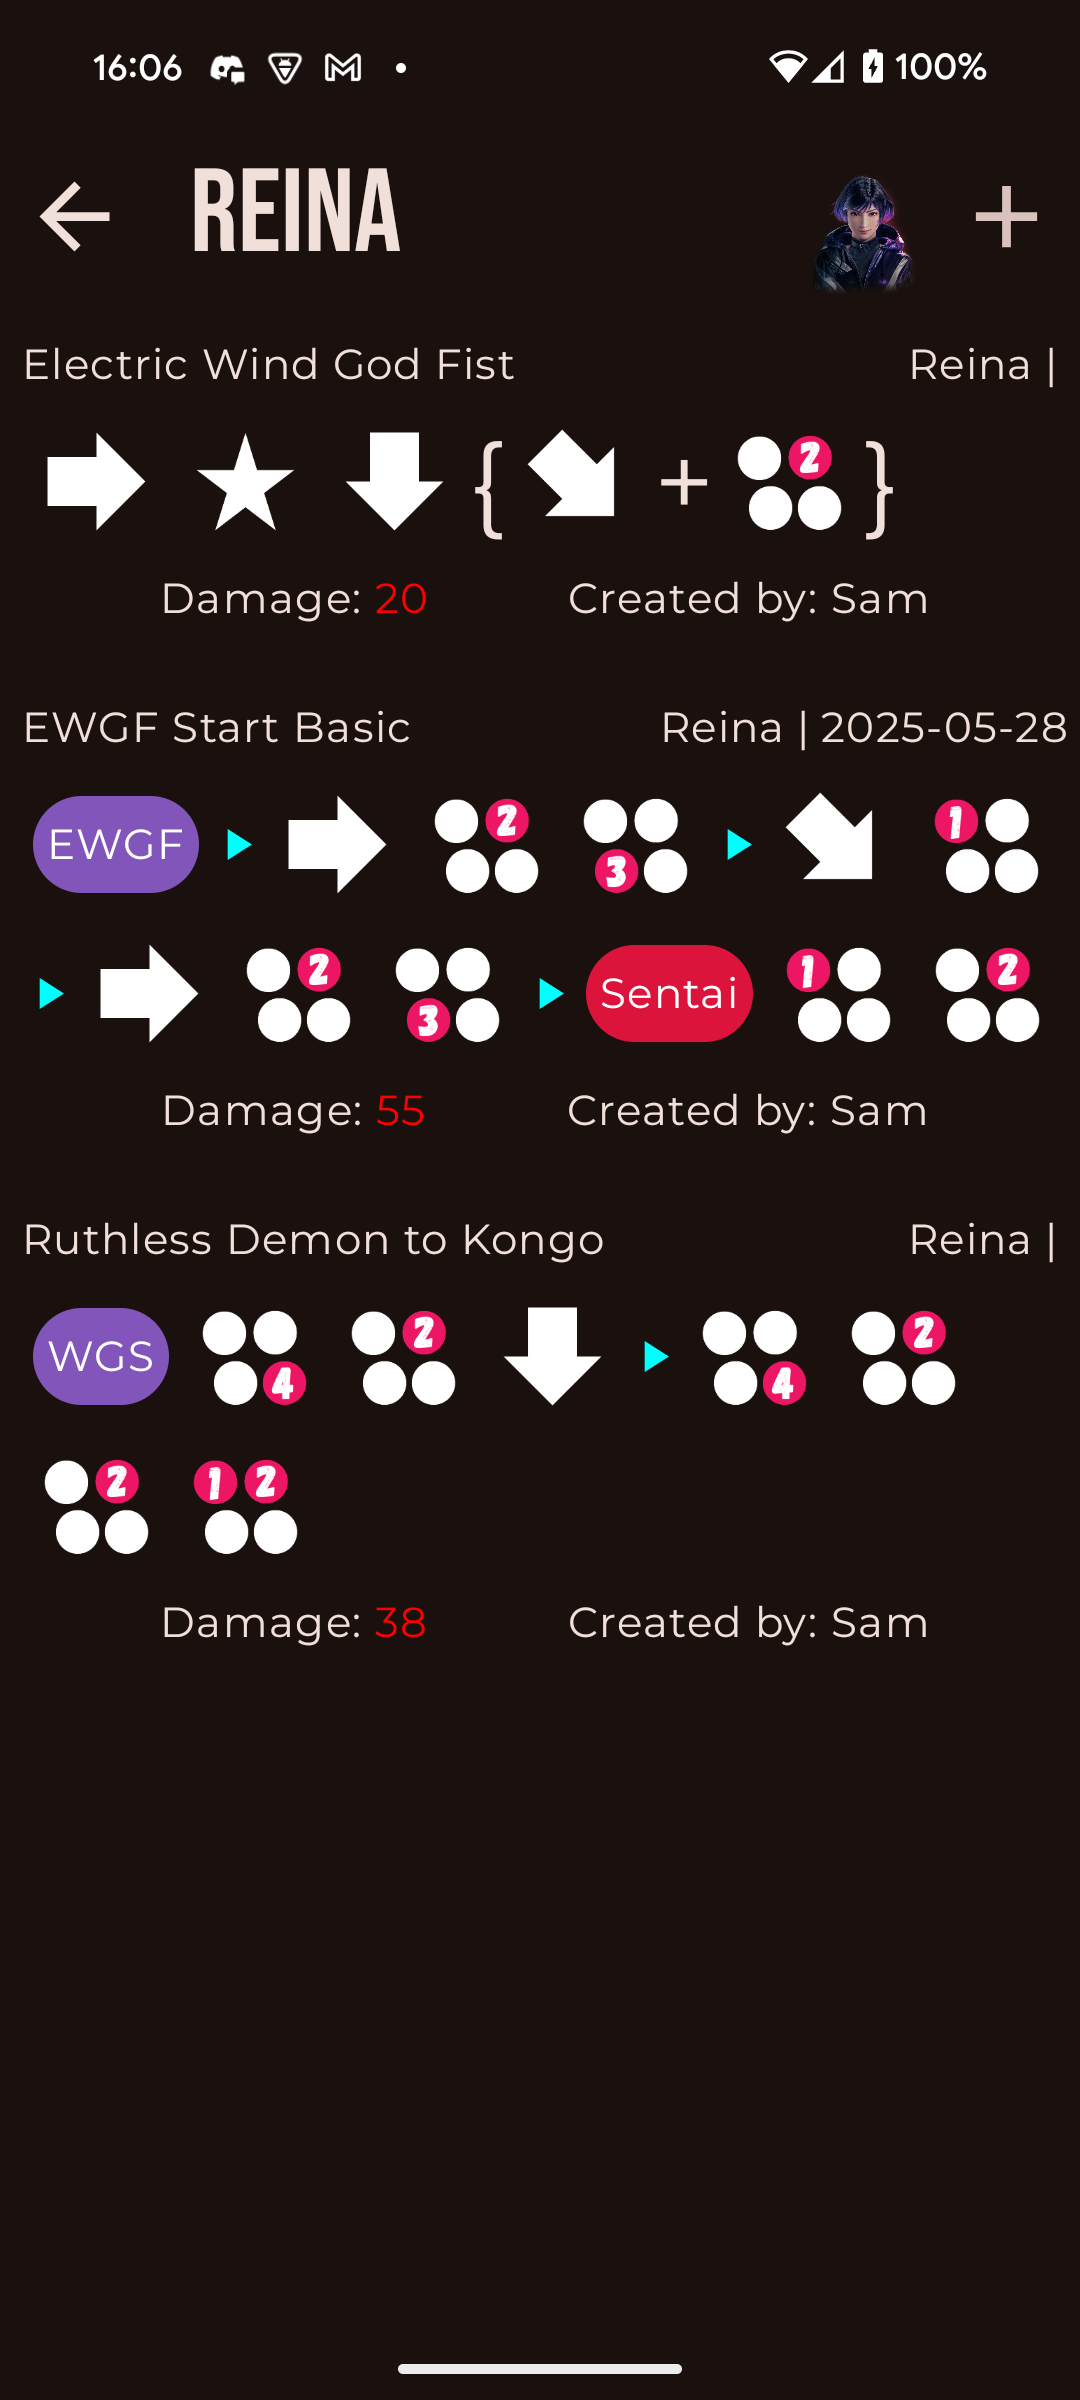 16:06 100%
REINA
Electric Wind God Fist Reina |
{ + 2 }
Damage: 20 Created by: Sam
EWGF Start Basic Reina | 2025-05-28
EWGF 2 3 1
2 3 Sentai 1 2
Damage: 55 Created by: Sam
Ruthless Demon to Kongo Reina |
WGS 4 2 4 2
2 1 2
Damage: 38 Created by: Sam